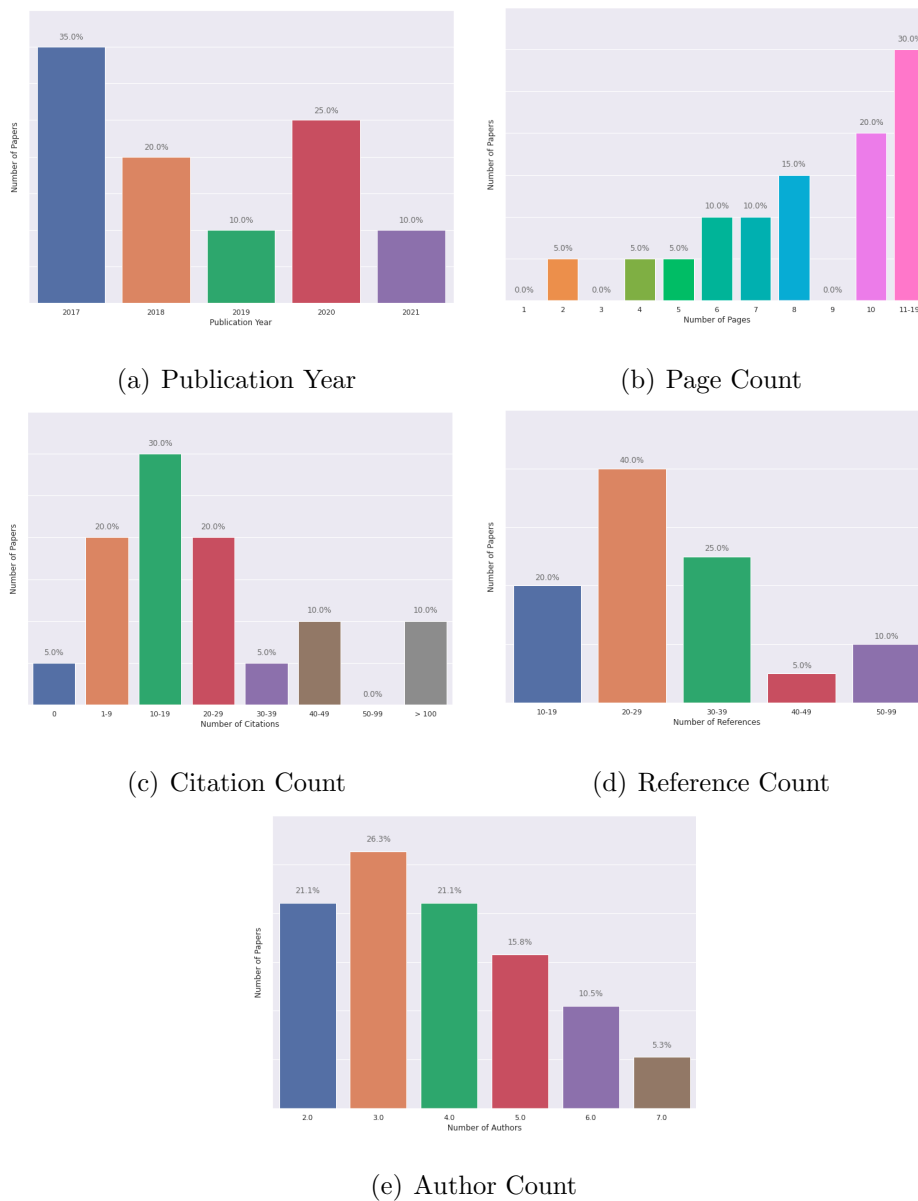 35.0%
20.0%
10.0%
25.0%
10.0%
Number of Papers
2017 2018 2019 2020 2021
Publication Year
(a) Publication Year
0.0% 5.0% 0.0% 5.0% 5.0% 10.0% 10.0% 15.0% 0.0% 20.0% 30.0%
Number of Papers
1 2 3 4 5 6 7 8 9 10 11-19
Number of Pages
(b) Page Count
5.0% 20.0% 30.0% 20.0% 5.0% 10.0% 0.0% 10.0%
Number of Papers
0 1-9 10-19 20-29 30-39 40-49 50-99 > 100
Number of Citations
(c) Citation Count
20.0% 40.0% 25.0% 5.0% 10.0%
Number of Papers
10-19 20-29 30-39 40-49 50-99
Number of References
(d) Reference Count
21.1% 26.3% 21.1% 15.8% 10.5% 5.3%
Number of Papers
2.0 3.0 4.0 5.0 6.0 7.0
Number of Authors
(e) Author Count